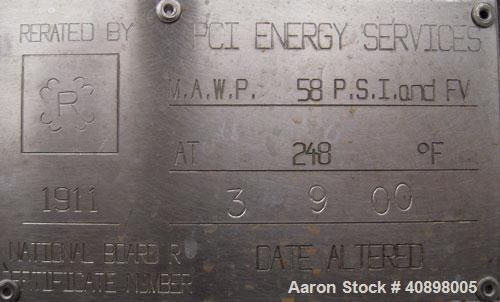 RERATED BY
PCI ENERGY SERVICES
R
M.A.W.P. 58 P.S.I. and FV
AT 248 °F
1911
3 9 00
NATIONAL BOARD R
CERTIFICATE NUMBER
DATE ALTERED
Aaron Stock # 40898005